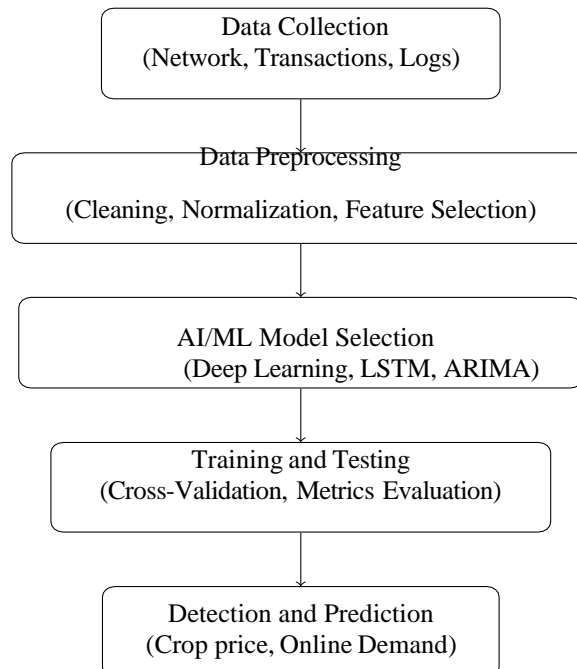 Data Collection
(Network, Transactions, Logs)
Data Preprocessing
(Cleaning, Normalization, Feature Selection)
AI/ML Model Selection
(Deep Learning, LSTM, ARIMA)
Training and Testing
(Cross-Validation, Metrics Evaluation)
Detection and Prediction
(Crop price, Online Demand)